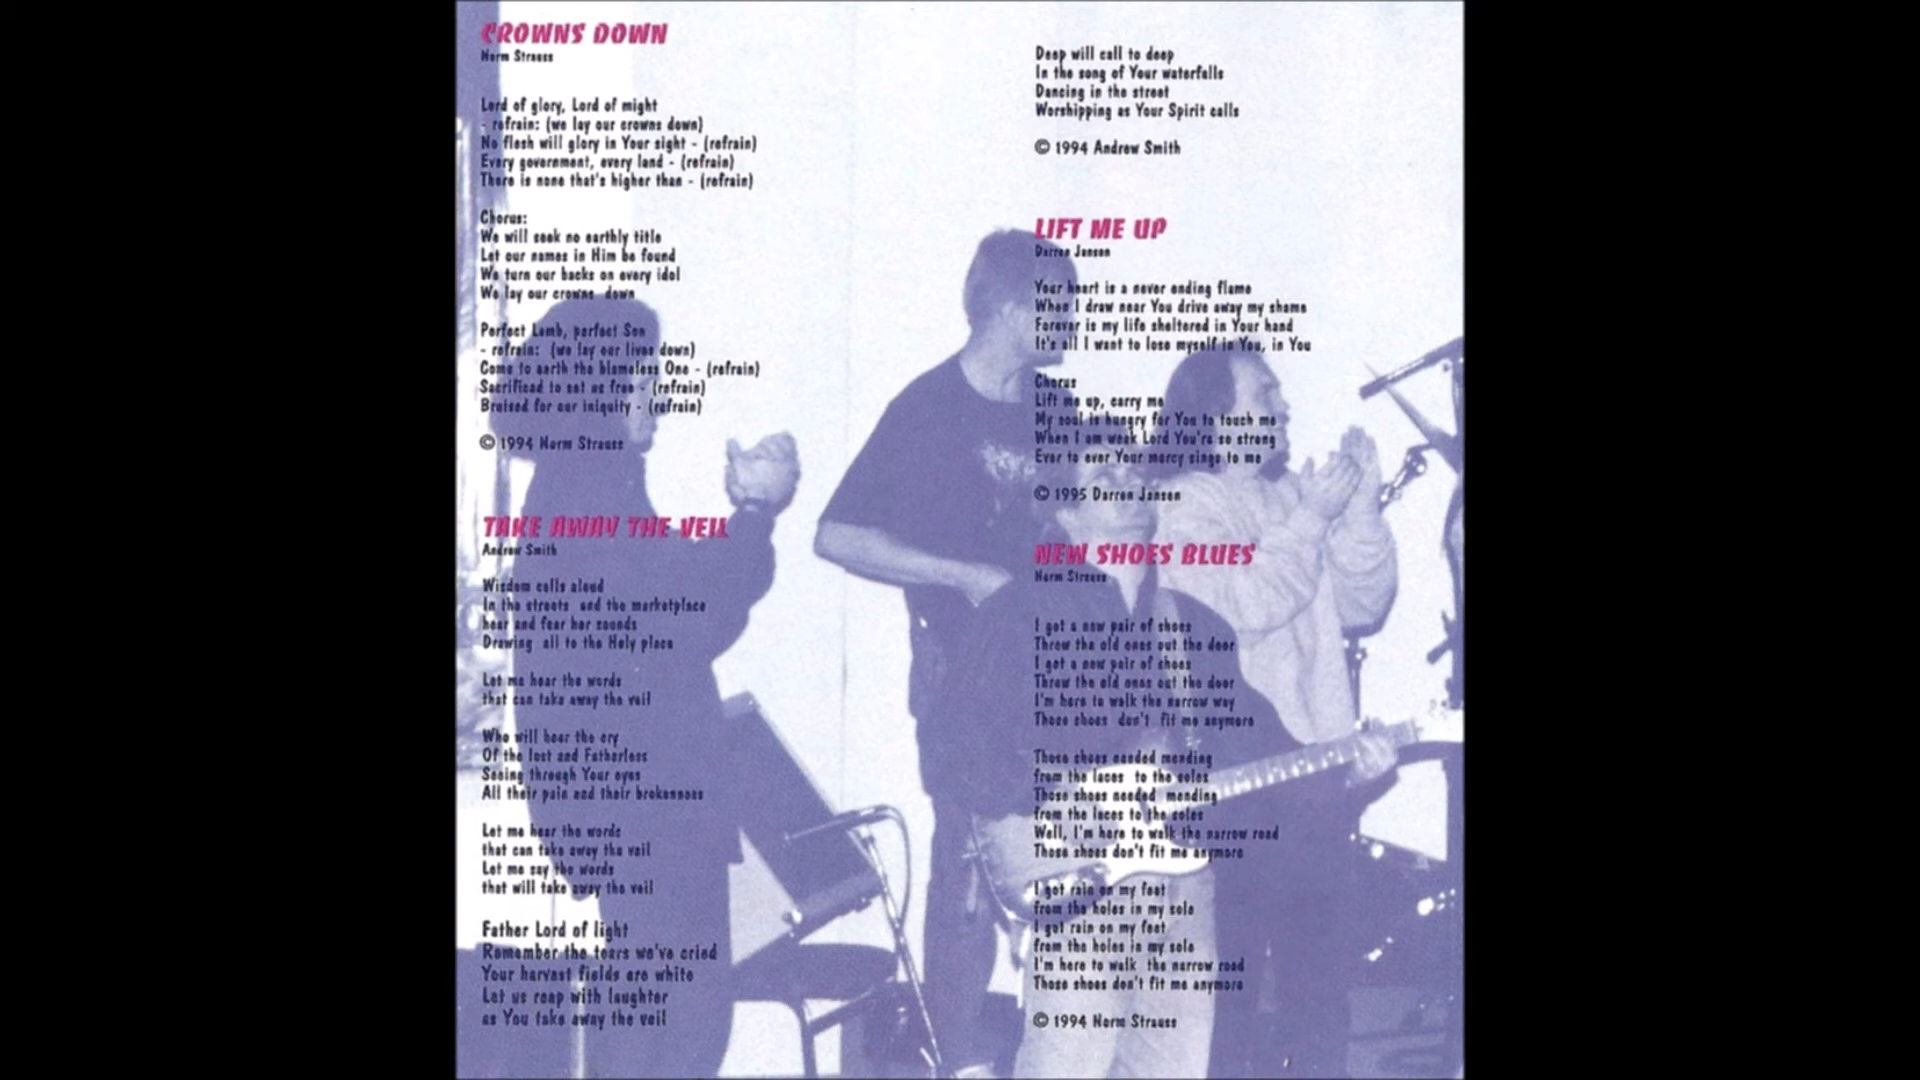 CROWNS DOWN
Norm Strauss
Lord of glory, Lord of might
- refrain: (we lay our crowns down)
No flesh will glory in Your sight - (refrain)
Every government, every land - (refrain)
There is none that's higher than - (refrain)
Chorus:
We will seek no earthly title
Let our names in Him be found
We turn our backs on every idol
We lay our crowns down
Perfect Lamb, perfect Son
- refrain: (we lay our lives down)
Come to earth the blameless One - (refrain)
Sacrificed to set us free - (refrain)
Bruised for our iniquity - (refrain)
© 1994 Norm Strauss
TAKE AWAY THE VEIL
Andrew Smith
Wisdom calls aloud
In the streets and the marketplace
hear and fear her sounds
Drawing all to the Holy place
Let me hear the words
that can take away the veil
Who will hear the cry
Of the lost and Fatherless
Seeing through Your eyes
All their pain and their brokenness
Let me hear the words
that can take away the veil
Let me say the words
that will take away the veil
Father Lord of light
Remember the tears we've cried
Your harvest fields are white
Let us reap with laughter
as You take away the veil
Deep will call to deep
In the song of Your waterfalls
Dancing in the street
Worshipping as Your Spirit calls
© 1994 Andrew Smith
LIFT ME UP
Darren Jansen
Your heart is a never ending flame
When I draw near You drive away my shame
Forever is my life sheltered in Your hand
It's all I want to lose myself in You, in You
Chorus
Lift me up, carry me
My soul is hungry for You to touch me
When I am weak Lord You're so strong
Ever to ever Your mercy sings to me
© 1995 Darren Jansen
NEW SHOES BLUES
Norm Strauss
I got a new pair of shoes
Threw the old ones out the door
I got a new pair of shoes
Threw the old ones out the door
I'm here to walk the narrow way
Those shoes don't fit me anymore
Those shoes needed mending
from the laces to the soles
Those shoes needed mending
from the laces to the soles
Well, I'm here to walk the narrow road
Those shoes don't fit me anymore
I got rain on my feet
from the holes in my sole
I got rain on my feet
from the holes in my sole
I'm here to walk the narrow road
Those shoes don't fit me anymore
© 1994 Norm Strauss